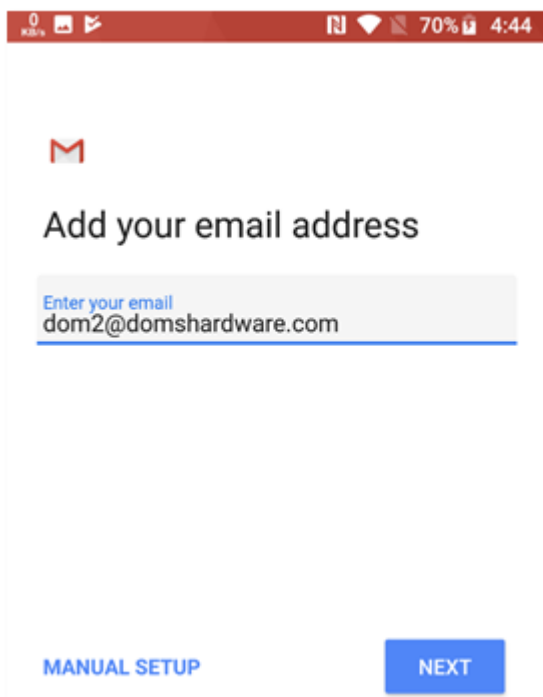 0
KB/s
70% 4:44
Add your email address
Enter your email
dom2@domshardware.com
MANUAL SETUP NEXT